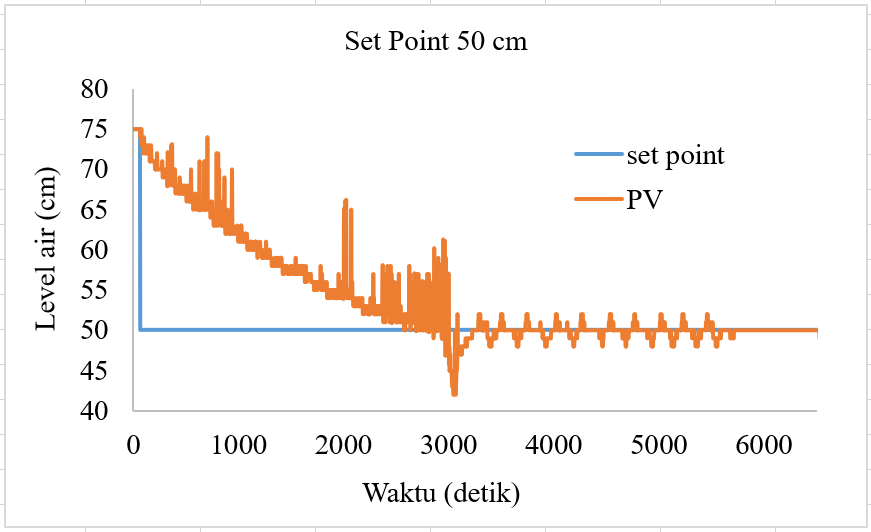 Set Point 50 cm
80
75
70
65
60
55
50
45
40
Level air (cm)
set point
PV
0 1000 2000 3000 4000 5000 6000
Waktu (detik)